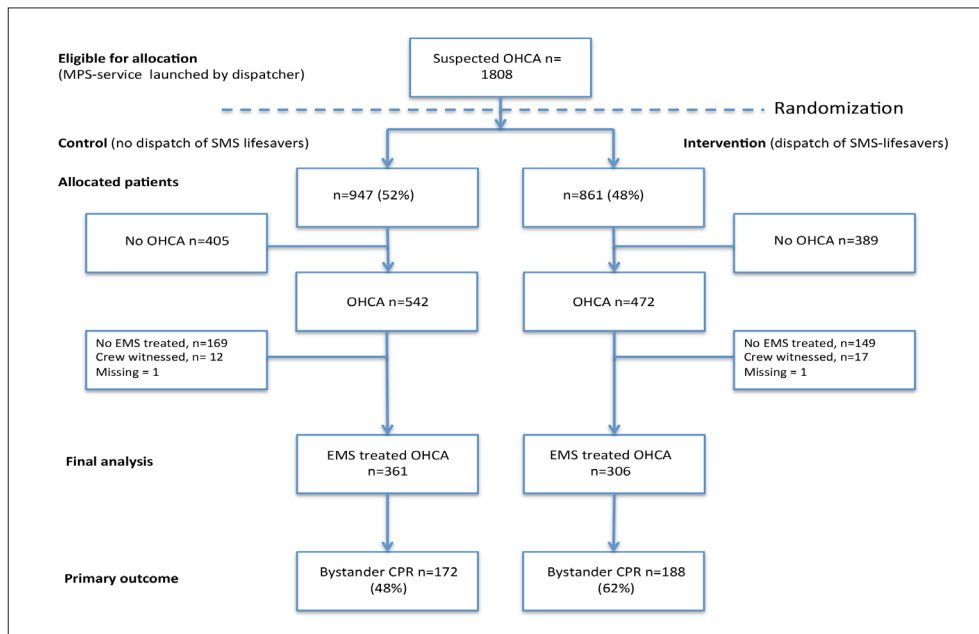 Eligible for allocation
(MPS-service launched by dispatcher)
Suspected OHCA n=
1808
Randomization
Control (no dispatch of SMS lifesavers)
Intervention (dispatch of SMS-lifesavers)
Allocated patients
n=947 (52%)
n=861 (48%)
No OHCA n=405
No OHCA n=389
OHCA n=542
OHCA n=472
No EMS treated, n=169
Crew witnessed, n= 12
Missing = 1
No EMS treated, n=149
Crew witnessed, n=17
Missing = 1
Final analysis
EMS treated OHCA
n=361
EMS treated OHCA
n=306
Primary outcome
Bystander CPR n=172
(48%)
Bystander CPR n=188
(62%)